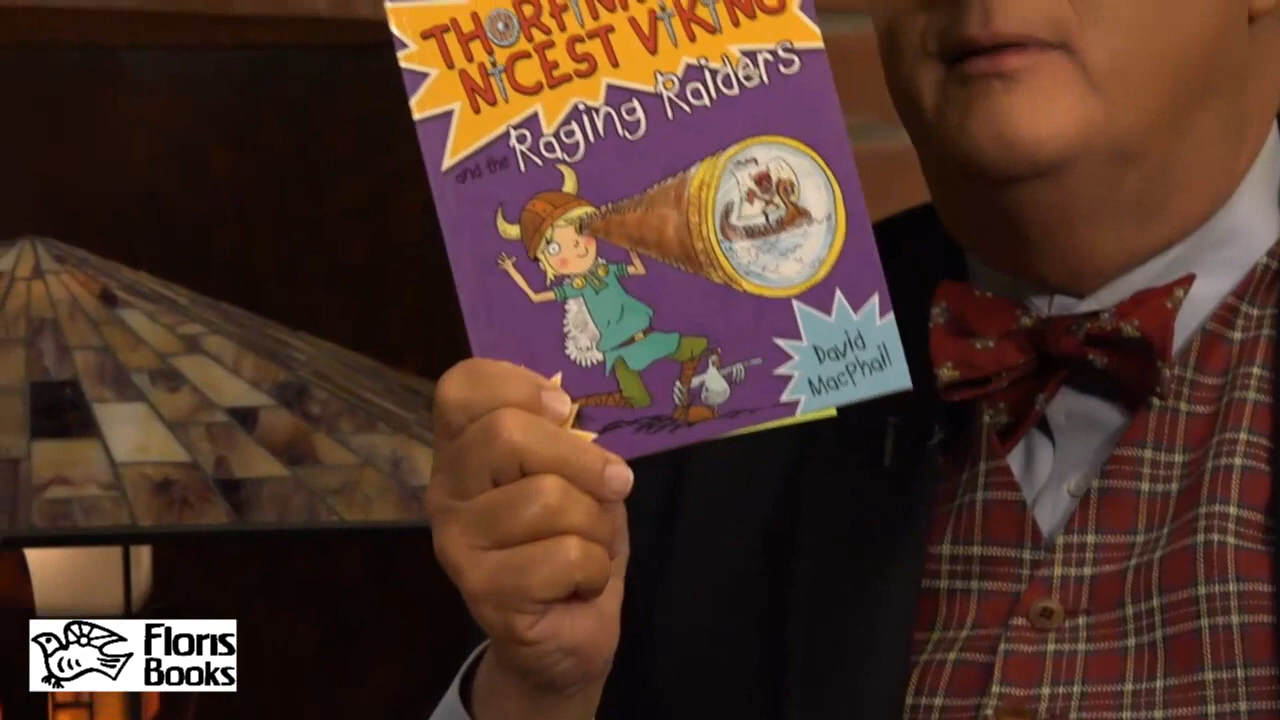 NiCEST ViKiNG
and the Raging Raiders
David
MacPhail
Floris
Books